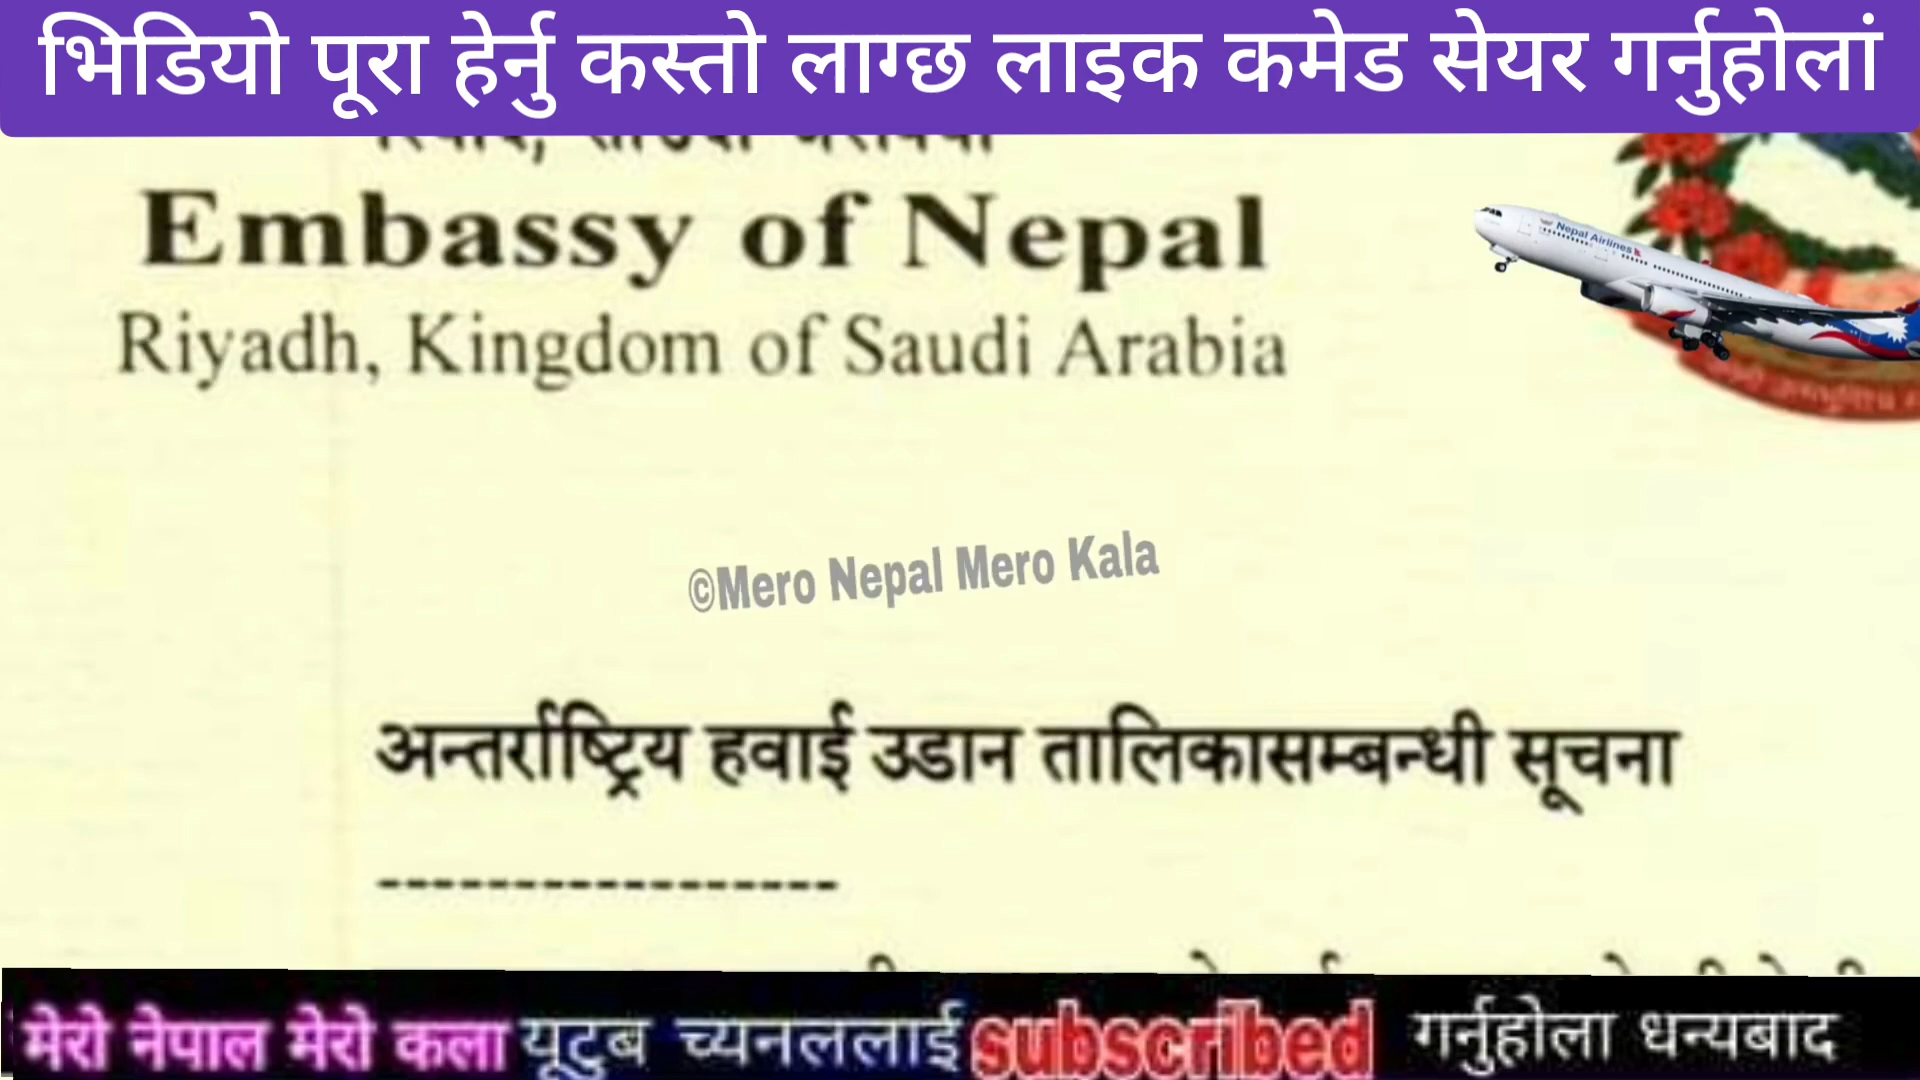 भिडियो पूरा हेर्नु कस्तो लाग्छ लाइक कमेड सेयर गर्नुहोलां
Embassy of Nepal
Nepal Airlines
Riyadh, Kingdom of Saudi Arabia
©Mero Nepal Mero Kala
अन्तर्राष्ट्रिय हवाई उडान तालिकासम्बन्धी सूचना
------------------
मेरो नेपाल मेरो कला यूटुब च्यनललाई subscribed गर्नुहोला धन्यबाद